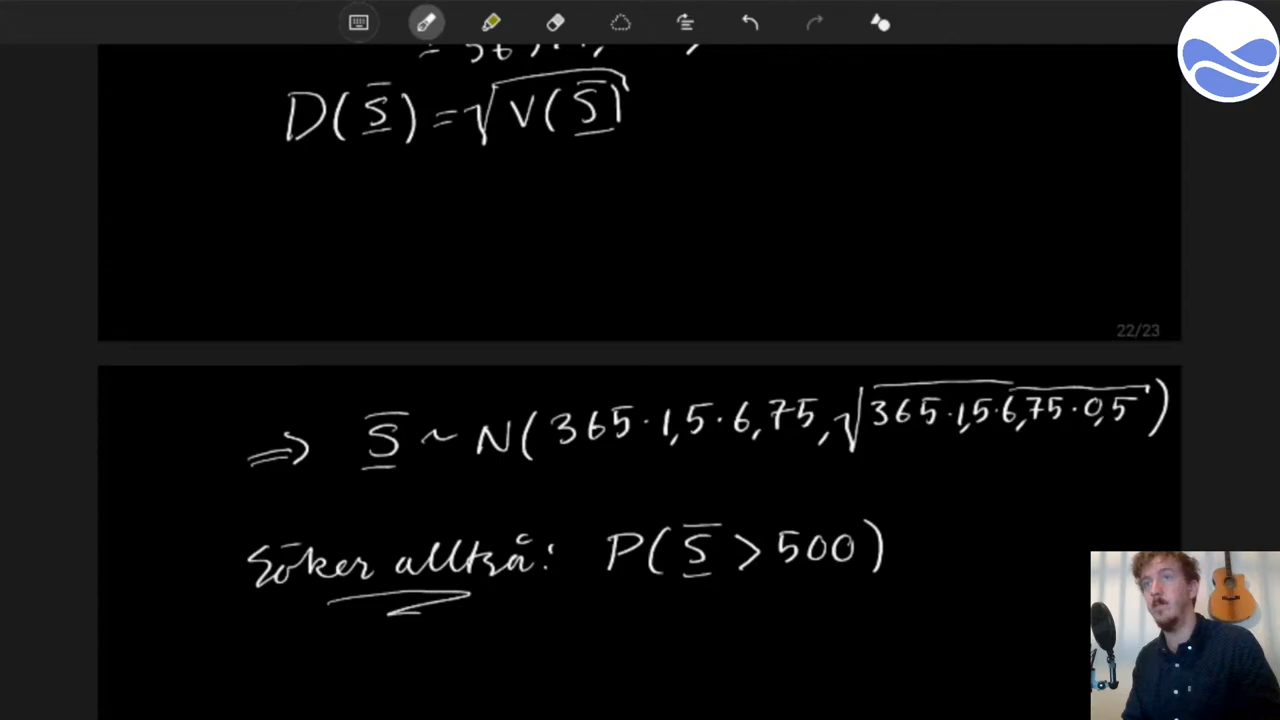 D(S) = √V(S)
22/23
⇒ S ~ N(365·1,5·6,75, √365·1,5·6,75·0,5)
Söker alltså: P(S > 500)